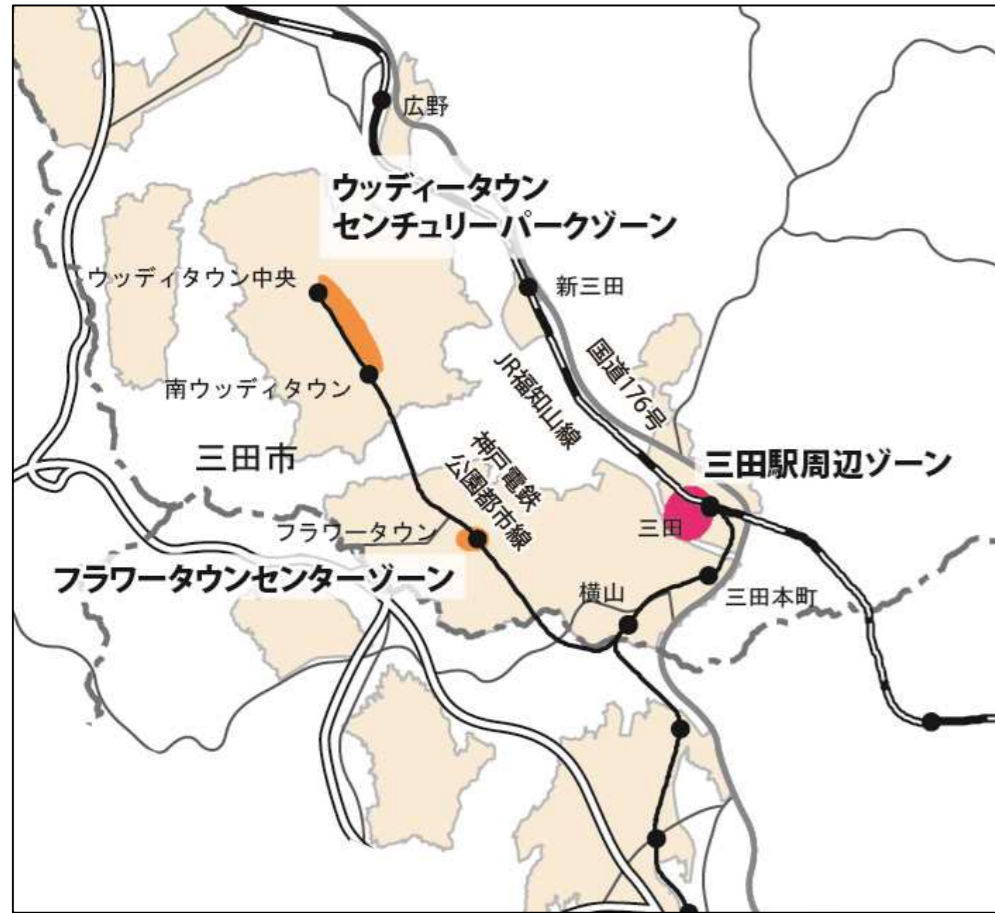 広野
ウッディータウン
センチュリーパークゾーン
ウッディタウン中央
新三田
国道176号
JR福知山線
南ウッディタウン
三田市
神戸電鉄
公園都市線
三田駅周辺ゾーン
三田
フラワータウン
フラワータウンセンターゾーン
横山
三田本町